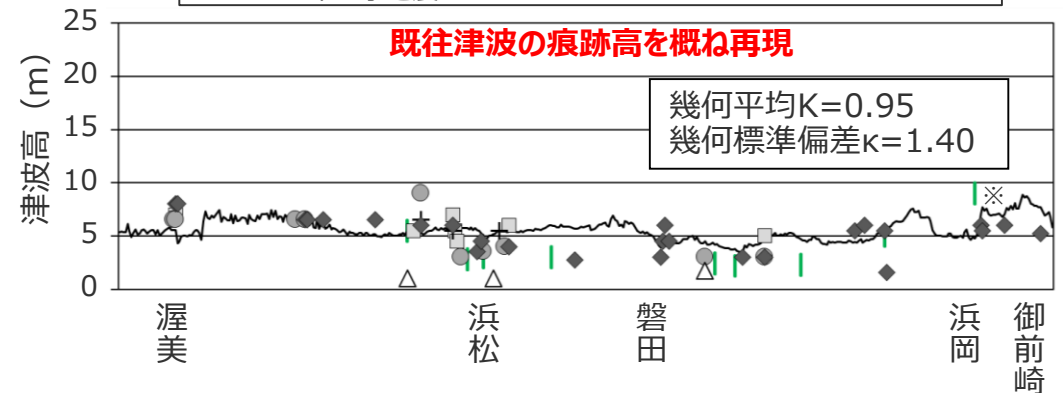 25
既往津波の痕跡高を概ね再現
20
幾何平均K=0.95
幾何標準偏差κ=1.40
15
10
※
5
0
津波高（m）
渥美
浜松
磐田
浜岡
御前崎